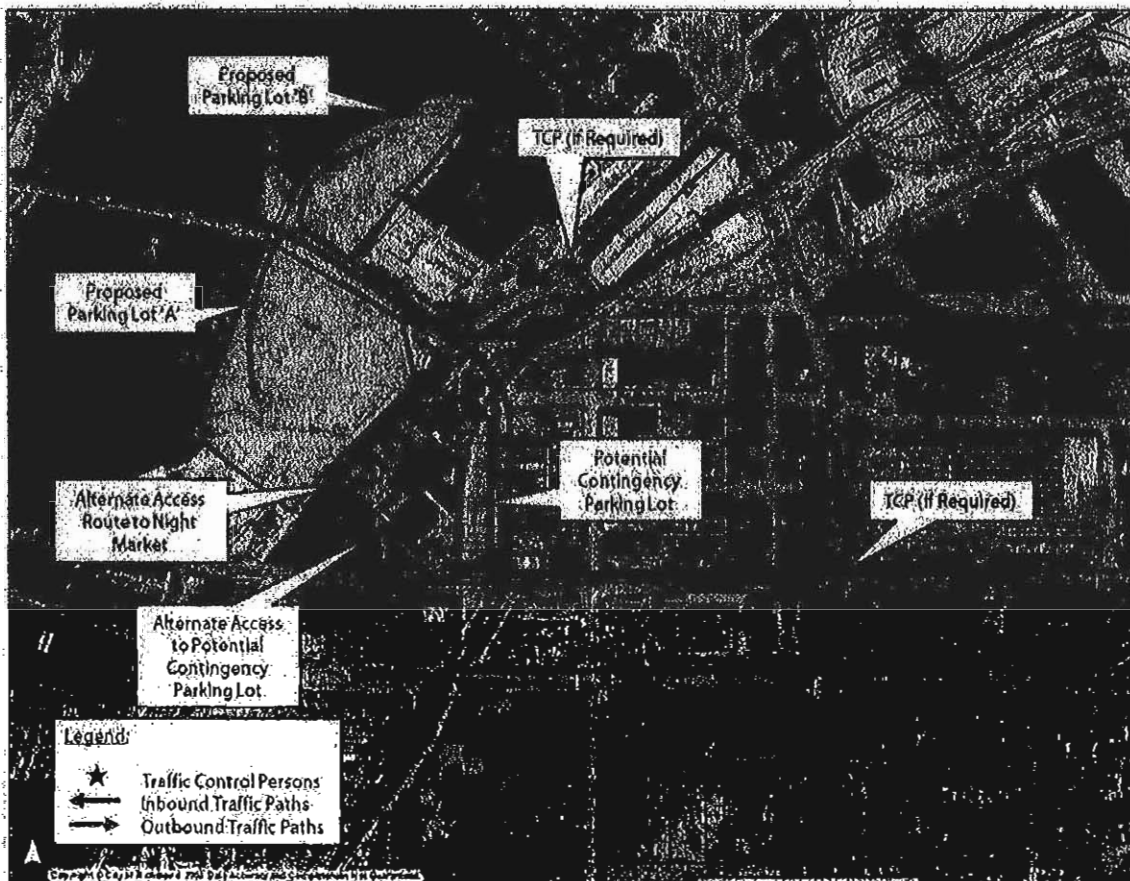 Proposed
Parking Lot 'B'
TCP (If Required)
Proposed
Parking Lot 'A'
Potential
Contingency
Parking Lot
Alternate Access
Route to Night
Market
TCP (If Required)
Alternate Access
to Potential
Contingency
Parking Lot
Legend:
Traffic Control Persons
Inbound Traffic Paths
Outbound Traffic Paths